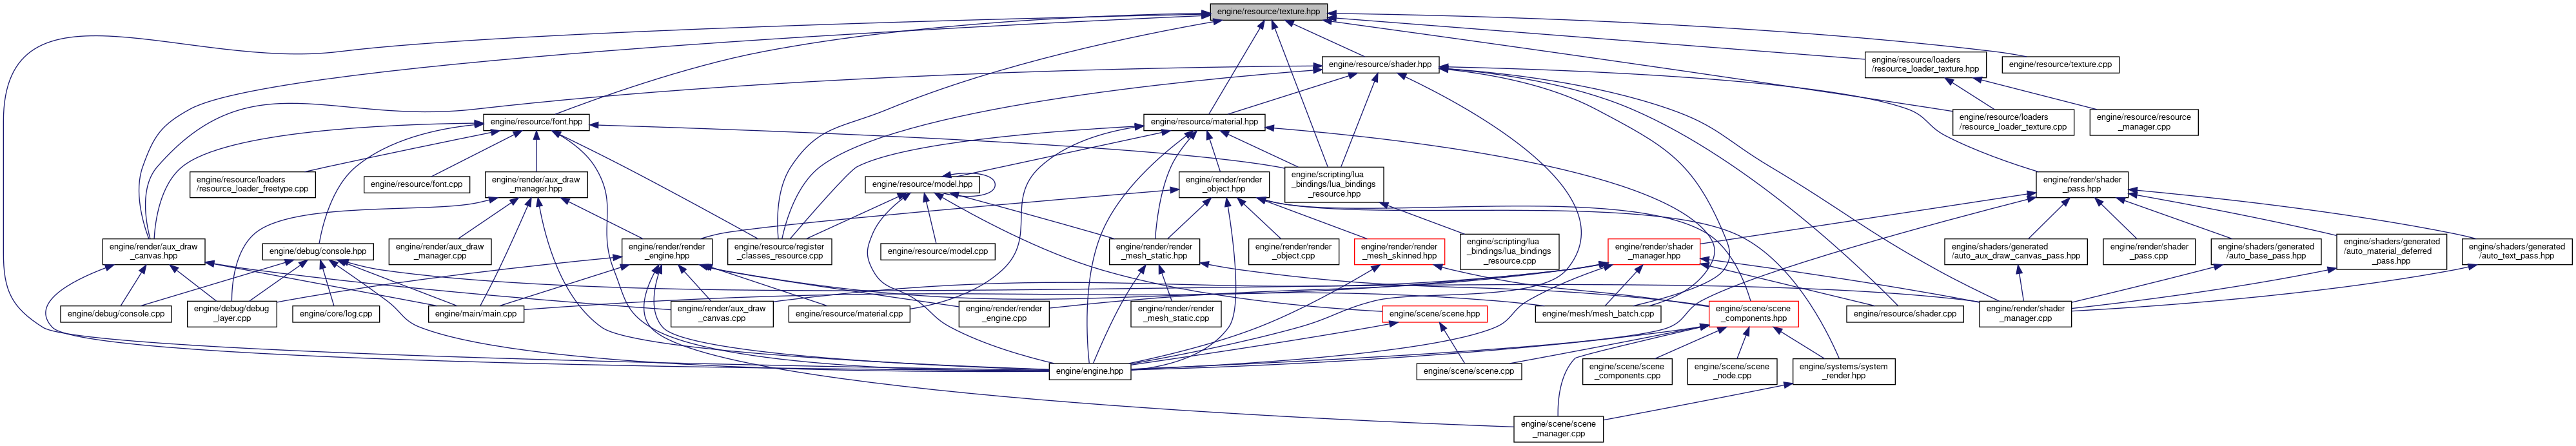 engine/resource/texture.hpp
engine/resource/shader.hpp
engine/resource/loaders
/resource_loader_texture.hpp
engine/resource/texture.cpp
engine/resource/font.hpp
engine/resource/material.hpp
engine/resource/loaders
/resource_loader_texture.cpp
engine/resource/resource
_manager.cpp
engine/resource/loaders
/resource_loader_freetype.cpp
engine/resource/font.cpp
engine/render/aux_draw
_manager.hpp
engine/resource/model.hpp
engine/render/render
_object.hpp
engine/scripting/lua
_bindings/lua_bindings
_resource.hpp
engine/render/shader
_pass.hpp
engine/render/aux_draw
_canvas.hpp
engine/debug/console.hpp
engine/render/aux_draw
_manager.cpp
engine/render/render
_engine.hpp
engine/resource/register
_classes_resource.cpp
engine/resource/model.cpp
engine/render/render
_mesh_static.hpp
engine/render/render
_object.cpp
engine/render/render
_mesh_skinned.hpp
engine/scripting/lua
_bindings/lua_bindings
_resource.cpp
engine/render/shader
_manager.hpp
engine/shaders/generated
/auto_aux_draw_canvas_pass.hpp
engine/render/shader
_pass.cpp
engine/shaders/generated
/auto_base_pass.hpp
engine/shaders/generated
/auto_material_deferred
_pass.hpp
engine/shaders/generated
/auto_text_pass.hpp
engine/debug/console.cpp
engine/debug/debug
_layer.cpp
engine/core/log.cpp
engine/main/main.cpp
engine/render/aux_draw
_canvas.cpp
engine/resource/material.cpp
engine/render/render
_engine.cpp
engine/render/render
_mesh_static.cpp
engine/scene/scene.hpp
engine/mesh/mesh_batch.cpp
engine/scene/scene
_components.hpp
engine/resource/shader.cpp
engine/render/shader
_manager.cpp
engine/engine.hpp
engine/scene/scene.cpp
engine/scene/scene
_components.cpp
engine/scene/scene
_node.cpp
engine/systems/system
_render.hpp
engine/scene/scene
_manager.cpp